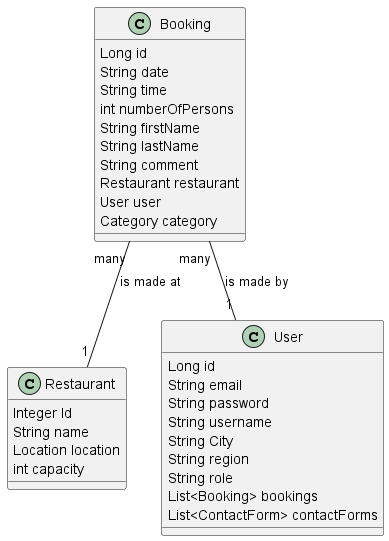 C Booking
Long id
String date
String time
int numberOfPersons
String firstName
String lastName
String comment
Restaurant restaurant
User user
Category category
many many
is made at is made by
1 1
C Restaurant
Integer Id
String name
Location location
int capacity
C User
Long id
String email
String password
String username
String City
String region
String role
List<Booking> bookings
List<ContactForm> contactForms